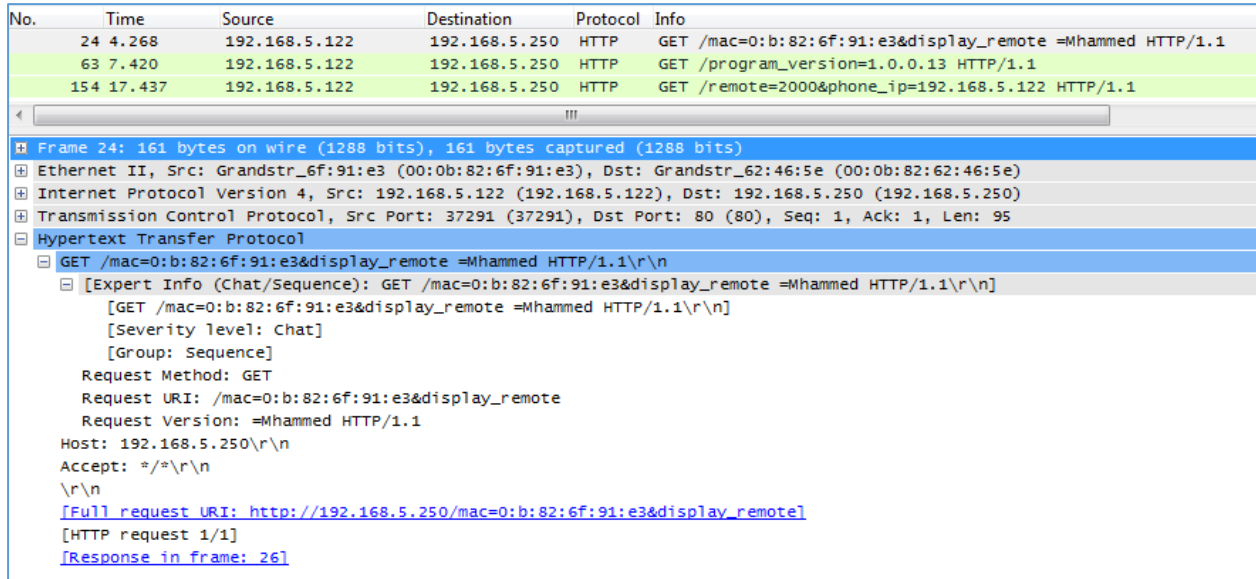 No. Time Source Destination Protocol Info
24 4.268 192.168.5.122 192.168.5.250 HTTP GET /mac=0:b:82:6f:91:e3&display_remote =Mhammed HTTP/1.1
63 7.420 192.168.5.122 192.168.5.250 HTTP GET /program_version=1.0.0.13 HTTP/1.1
154 17.437 192.168.5.122 192.168.5.250 HTTP GET /remote=2000&phone_ip=192.168.5.122 HTTP/1.1
Frame 24: 161 bytes on wire (1288 bits), 161 bytes captured (1288 bits)
Ethernet II, Src: Grandstr_6f:91:e3 (00:0b:82:6f:91:e3), Dst: Grandstr_62:46:5e (00:0b:82:62:46:5e)
Internet Protocol Version 4, Src: 192.168.5.122 (192.168.5.122), Dst: 192.168.5.250 (192.168.5.250)
Transmission Control Protocol, Src Port: 37291 (37291), Dst Port: 80 (80), Seq: 1, Ack: 1, Len: 95
Hypertext Transfer Protocol
GET /mac=0:b:82:6f:91:e3&display_remote =Mhammed HTTP/1.1\r\n
[Expert Info (Chat/Sequence): GET /mac=0:b:82:6f:91:e3&display_remote =Mhammed HTTP/1.1\r\n]
[GET /mac=0:b:82:6f:91:e3&display_remote =Mhammed HTTP/1.1\r\n]
[Severity level: Chat]
[Group: Sequence]
Request Method: GET
Request URI: /mac=0:b:82:6f:91:e3&display_remote
Request Version: =Mhammed HTTP/1.1
Host: 192.168.5.250\r\n
Accept: */*\r\n
\r\n
[Full request URI: http://192.168.5.250/mac=0:b:82:6f:91:e3&display_remote]
[HTTP request 1/1]
[Response in frame: 26]